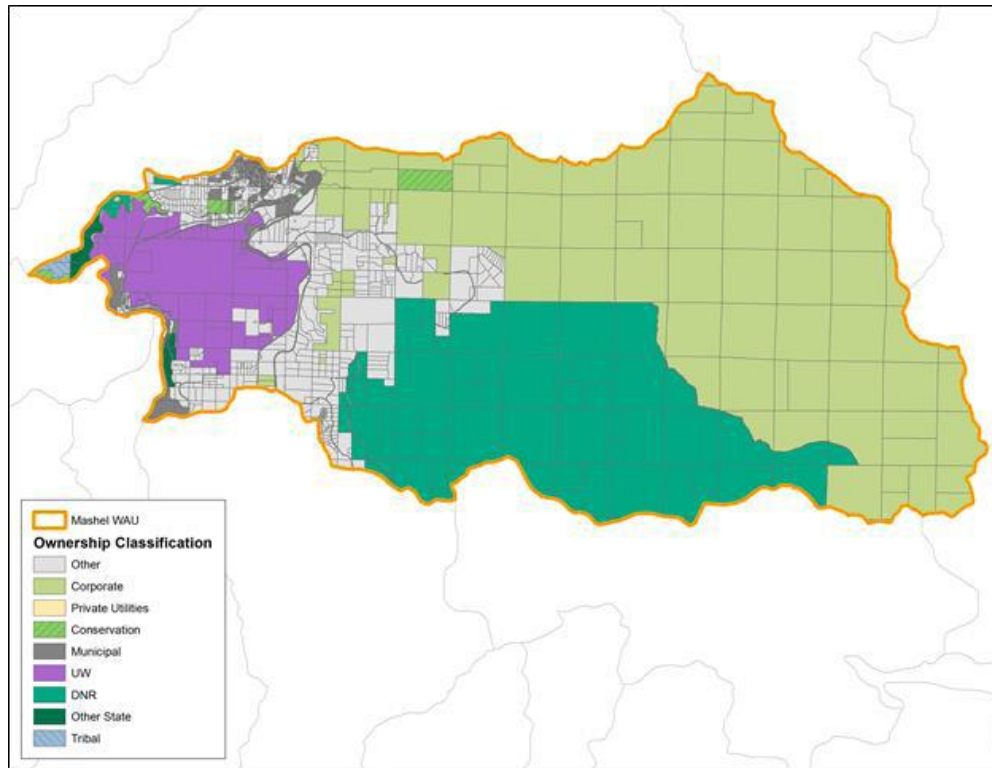 Mashel WAU
Ownership Classification
Other
Corporate
Private Utilities
Conservation
Municipal
UW
DNR
Other State
Tribal